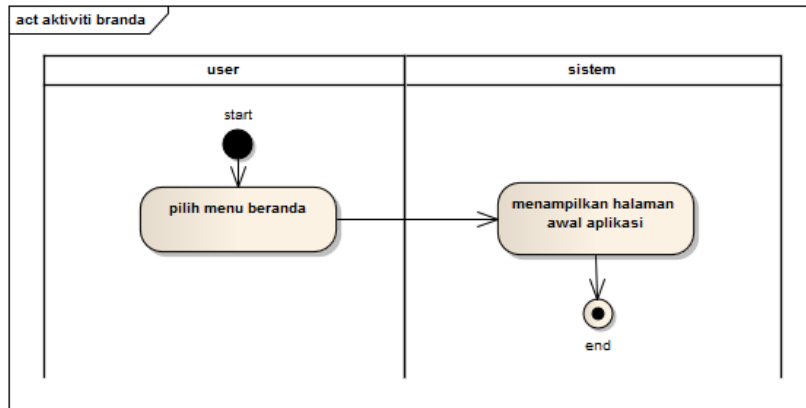 act aktiviti branda
user
sistem
start
pilih menu beranda
menampilkan halaman
awal aplikasi
end